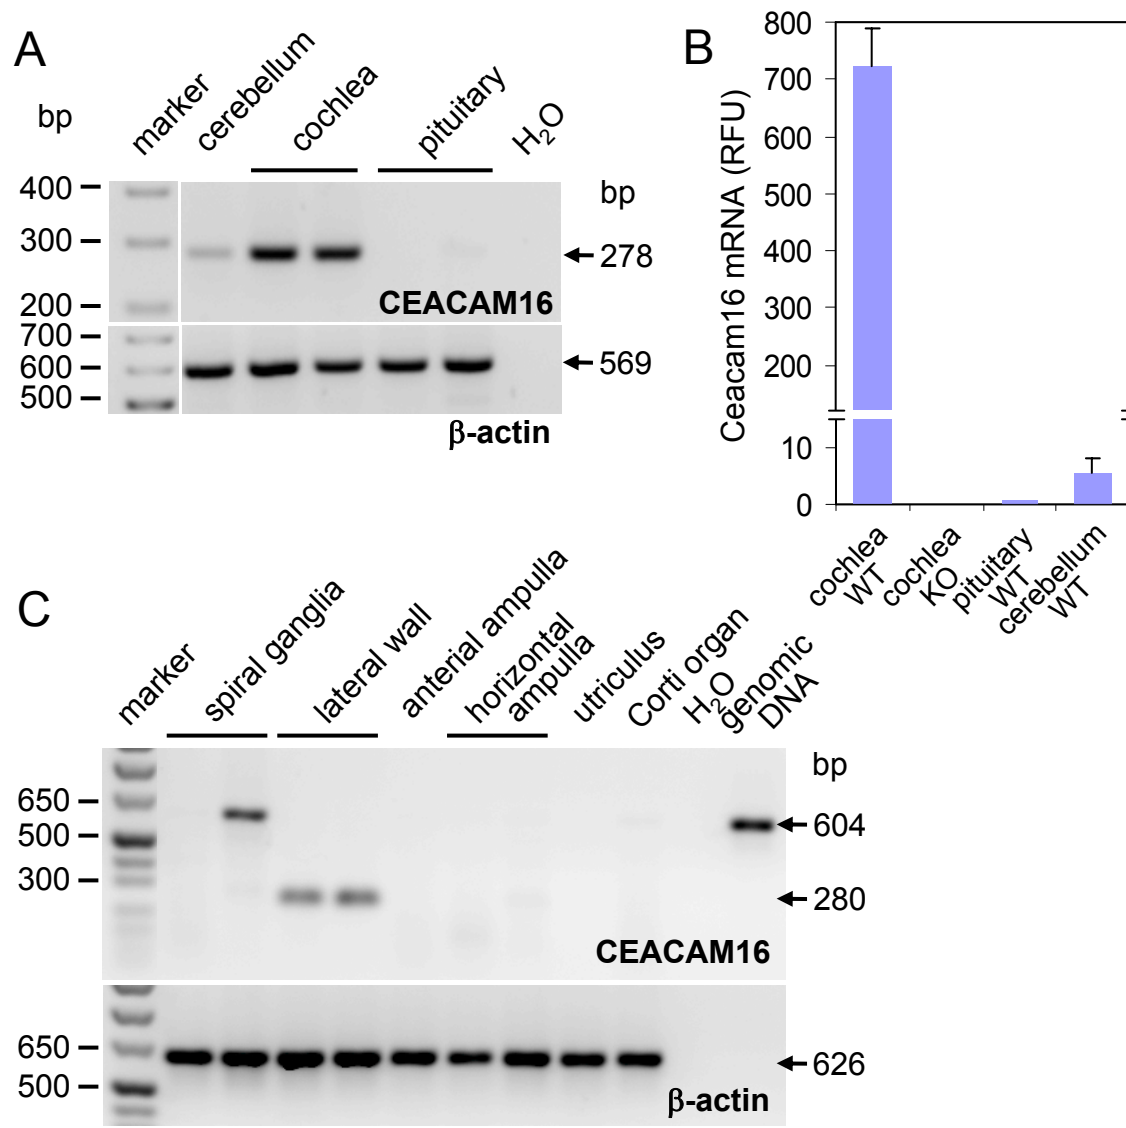 A
bp
marker
cerebellum
cochlea
pituitary
H2O
400
300
200
bp
278
CEACAM16
700
600
500
569
β-actin
B
Ceacam16 mRNA (RFU)
800
700
600
500
400
300
200
10
0
cochlea
WT
cochlea
KO
pituitary
WT
cerebellum
WT
C
marker
spiral ganglia
lateral wall
anterial ampulla
horizontal
ampulla
utriculus
Corti organ
H2O
genomic
DNA
bp
650
500
300
604
280
CEACAM16
650
500
626
β-actin